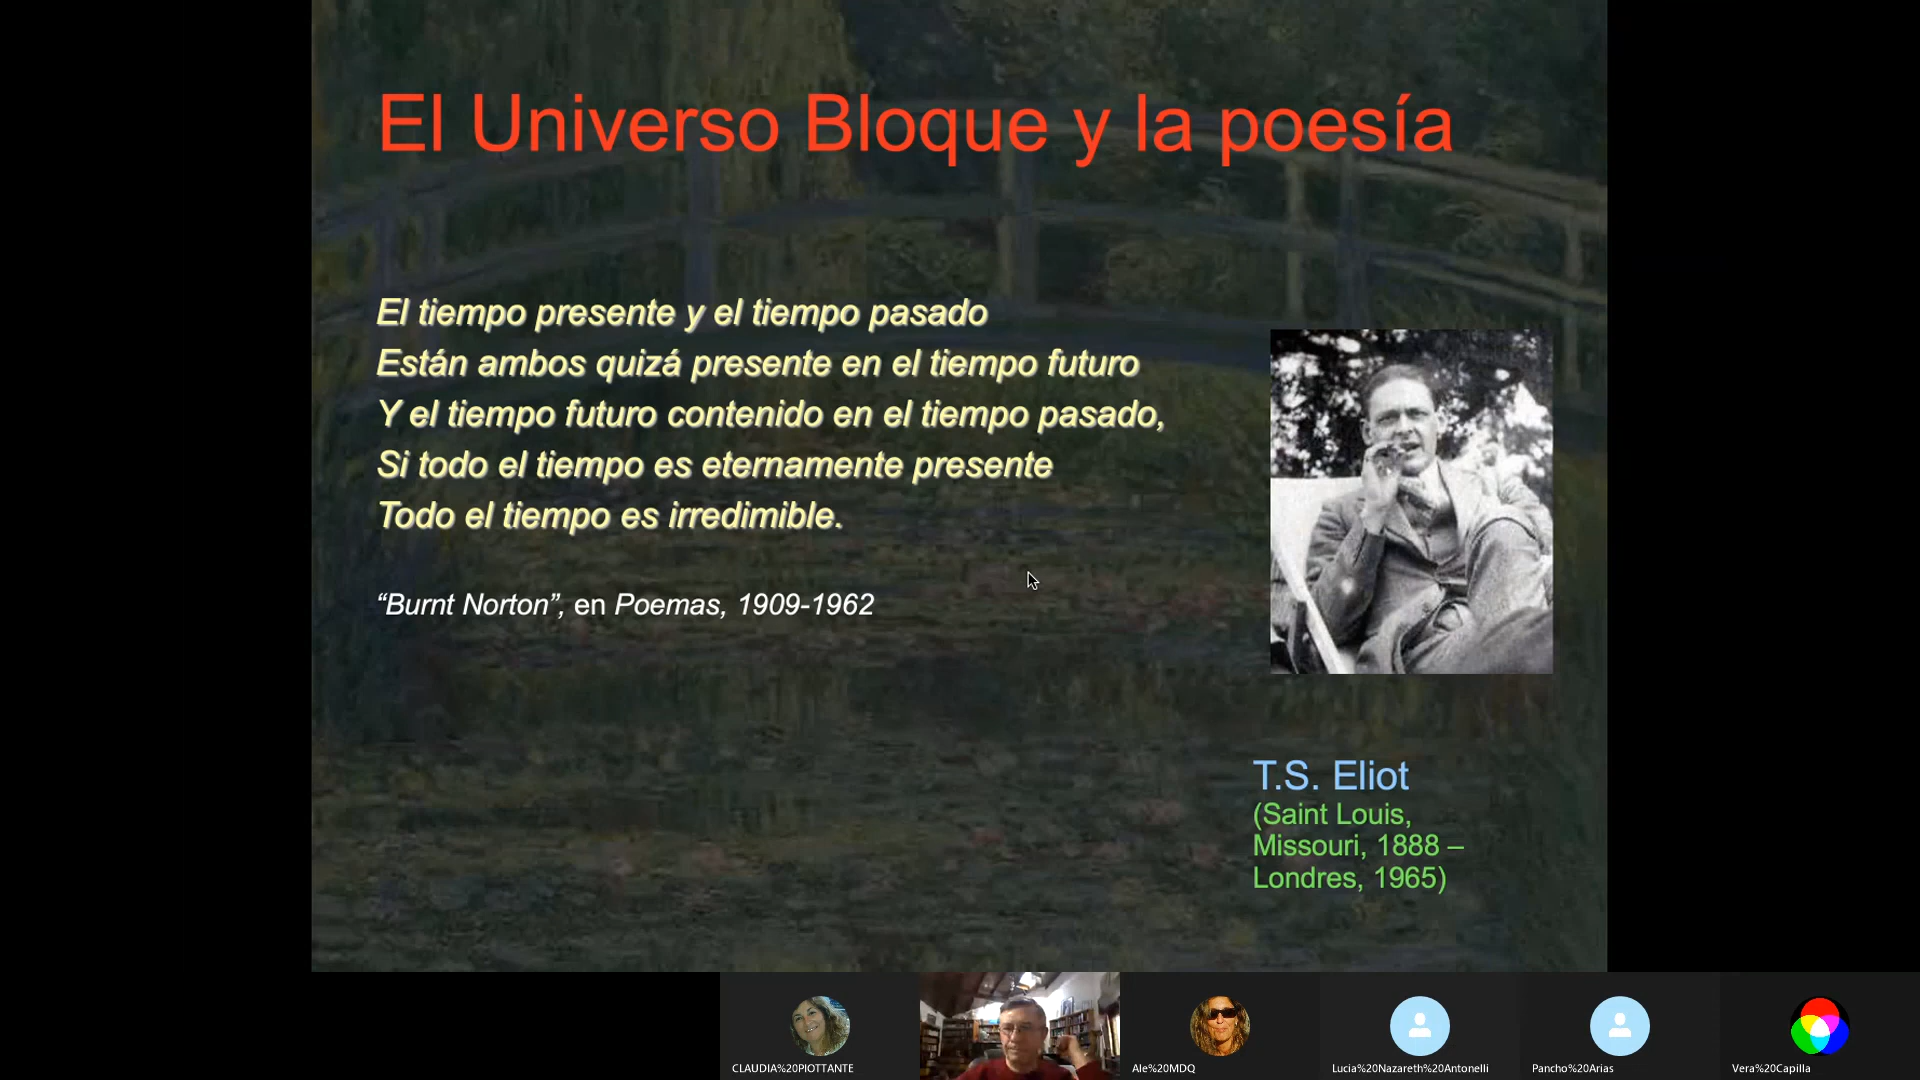 El Universo Bloque y la poesía
El tiempo presente y el tiempo pasado
Están ambos quizá presente en el tiempo futuro
Y el tiempo futuro contenido en el tiempo pasado,
Si todo el tiempo es eternamente presente
Todo el tiempo es irredimible.
“Burnt Norton”, en Poemas, 1909-1962
T.S. Eliot
(Saint Louis,
Missouri, 1888 –
Londres, 1965)
CLAUDIA%20PIOTTANTE
Ale%20MDQ
Lucia%20Nazareth%20Antonelli
Pancho%20Arias
Vera%20Capilla